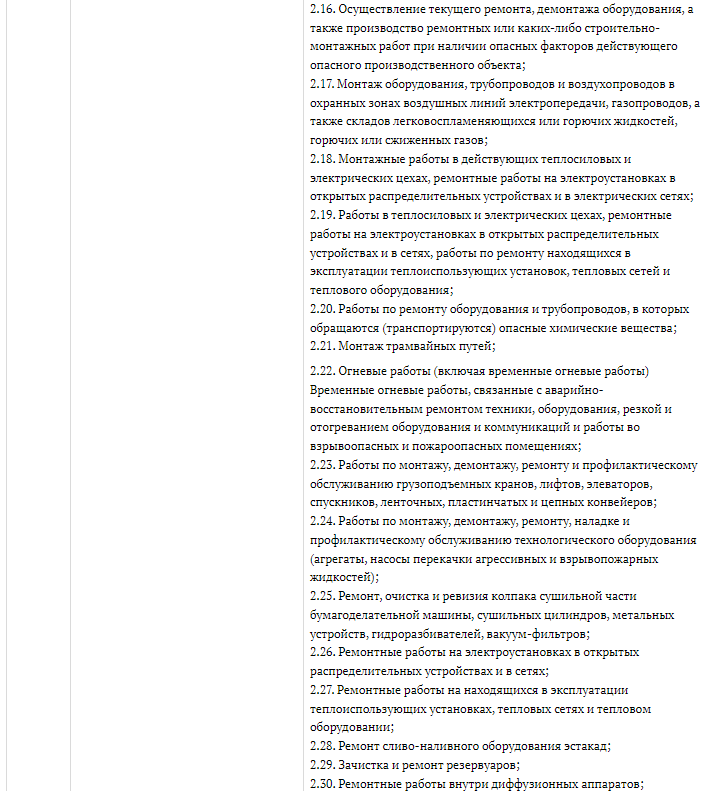 2.16. Осуществление текущего ремонта, демонтажа оборудования, а
также производство ремонтных или каких-либо строительно-
монтажных работ при наличии опасных факторов действующего
опасного производственного объекта;
2.17. Монтаж оборудования, трубопроводов и воздухопроводов в
охранных зонах воздушных линий электропередачи, газопроводов, а
также складов легковоспламеняющихся или горючих жидкостей,
горючих или сжиженных газов;
2.18. Монтажные работы в действующих теплосиловых и
электрических цехах, ремонтные работы на электроустановках в
открытых распределительных устройствах и в электрических сетях;
2.19. Работы в теплосиловых и электрических цехах, ремонтные
работы на электроустановках в открытых распределительных
устройствах и в сетях, работы по ремонту находящихся в
эксплуатации теплоиспользующих установок, тепловых сетей и
теплового оборудования;
2.20. Работы по ремонту оборудования и трубопроводов, в которых
обращаются (транспортируются) опасные химические вещества;
2.21. Монтаж трамвайных путей;
2.22. Огневые работы (включая временные огневые работы)
Временные огневые работы, связанные с аварийно-
восстановительным ремонтом техники, оборудования, резкой и
отогреванием оборудования и коммуникаций и работы во
взрывоопасных и пожароопасных помещениях;
2.23. Работы по монтажу, демонтажу, ремонту и профилактическому
обслуживанию грузоподъемных кранов, лифтов, элеваторов,
спускников, ленточных, пластинчатых и цепных конвейеров;
2.24. Работы по монтажу, демонтажу, ремонту, наладке и
профилактическому обслуживанию технологического оборудования
(агрегаты, насосы перекачки агрессивных и взрывопожарных
жидкостей);
2.25. Ремонт, очистка и ревизия колпака сушильной части
бумагоделательной машины, сушильных цилиндров, метальных
устройств, гидроразбивателей, вакуум-фильтров;
2.26. Ремонтные работы на электроустановках в открытых
распределительных устройствах и в сетях;
2.27. Ремонтные работы на находящихся в эксплуатации
теплоиспользующих установках, тепловых сетях и тепловом
оборудовании;
2.28. Ремонт сливо-наливного оборудования эстакад;
2.29. Зачистка и ремонт резервуаров;
2.30. Ремонтные работы внутри диффузионных аппаратов;